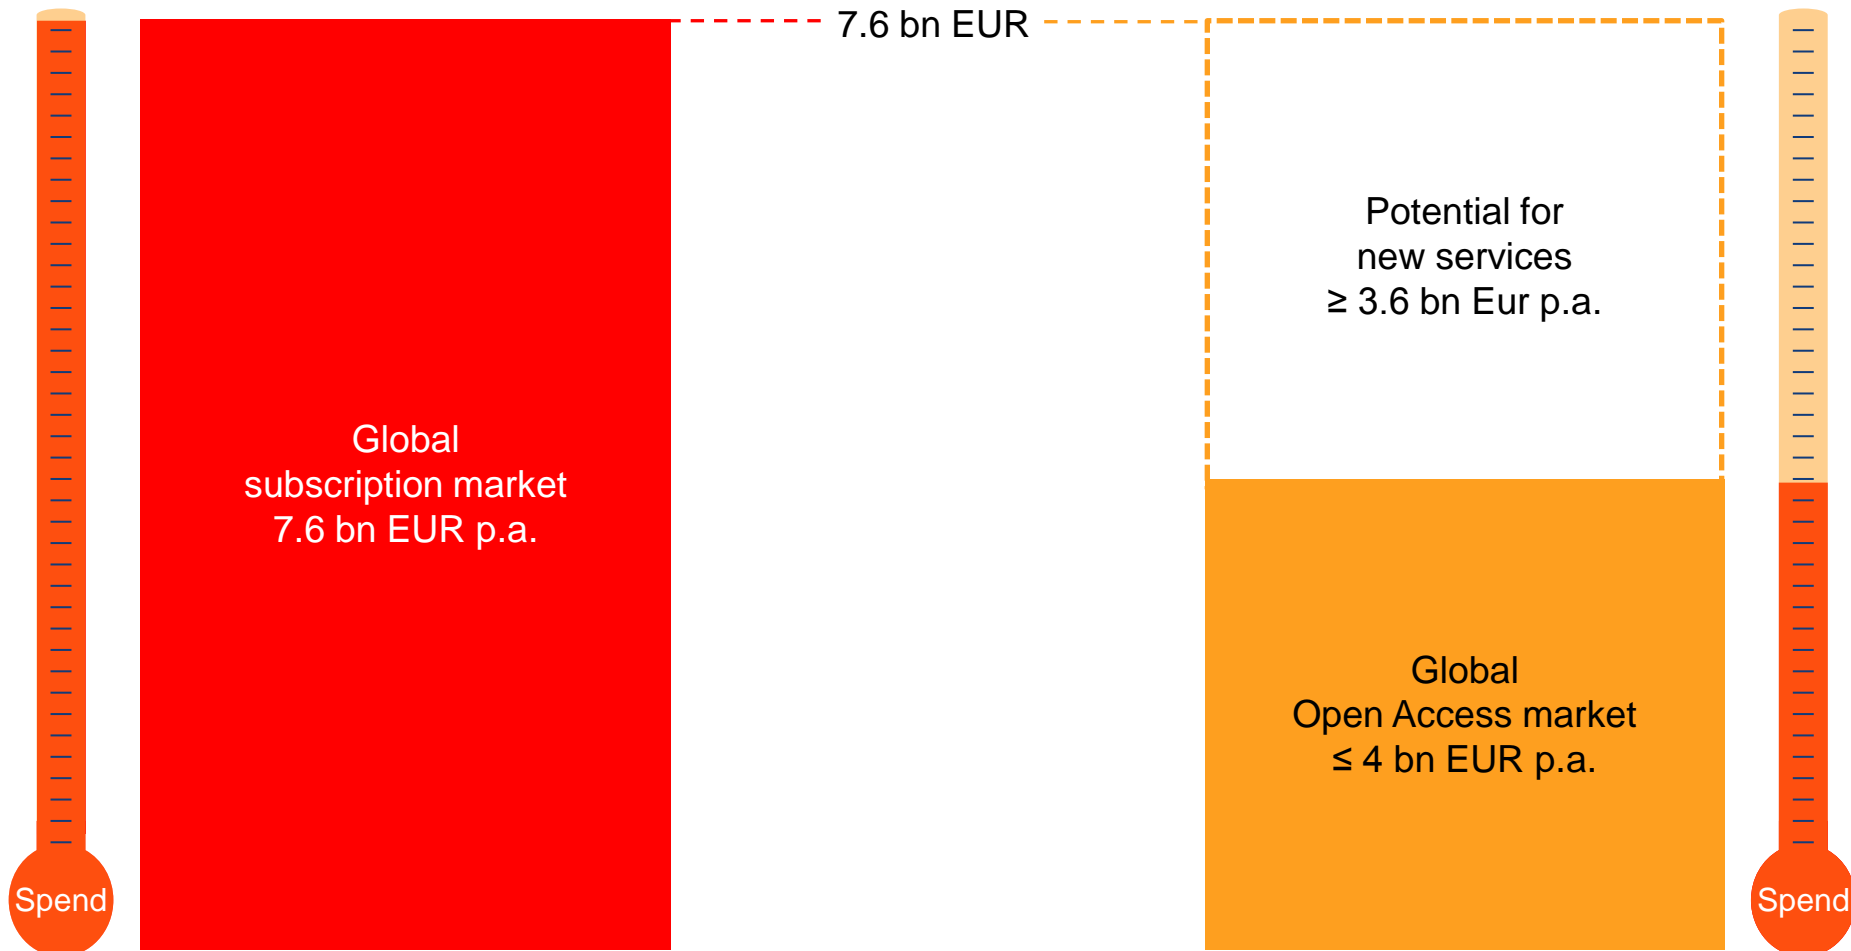 7.6 bn EUR
Global
subscription market
7.6 bn EUR p.a.
Potential for
new services
≥ 3.6 bn Eur p.a.
Global
Open Access market
≤ 4 bn EUR p.a.
Spend
Spend